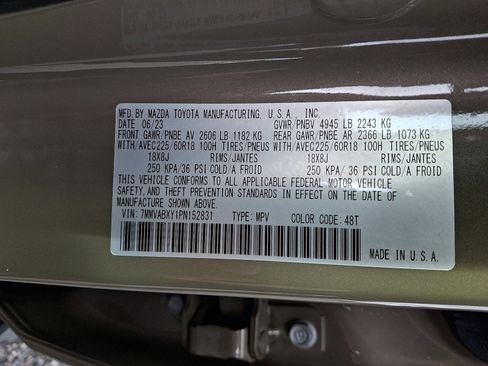 MFD. BY MAZDA TOYOTA MANUFACTURING, U.S.A., INC.
DATE 06/23 GVWR/PNBV 4945 LB 2243 KG
FRONT GAWR/PNBE AV 2606 LB 1182 KG REAR GAWR/PNBE AR 2366 LB 1073 KG
WITH/AVEC225/60R18 100H TIRES/PNEUS WITH/AVEC225/60R18 100H TIRES/PNEUS
18X8J RIMS/JANTES 18X8J RIMS/JANTES
250 KPA/36 PSI COLD/A FROID 250 KPA/36 PSI COLD/A FROID
THIS VEHICLE CONFORMS TO ALL APPLICABLE FEDERAL MOTOR VEHICLE
SAFETY, AND THEFT PREVENTION STANDARDS IN EFFECT ON THE DATE OF
MANUFACTURE SHOWN ABOVE.
VIN: 7MMVABXY1PN152831 TYPE: MPV COLOR CODE: 48T
MADE IN U.S.A.